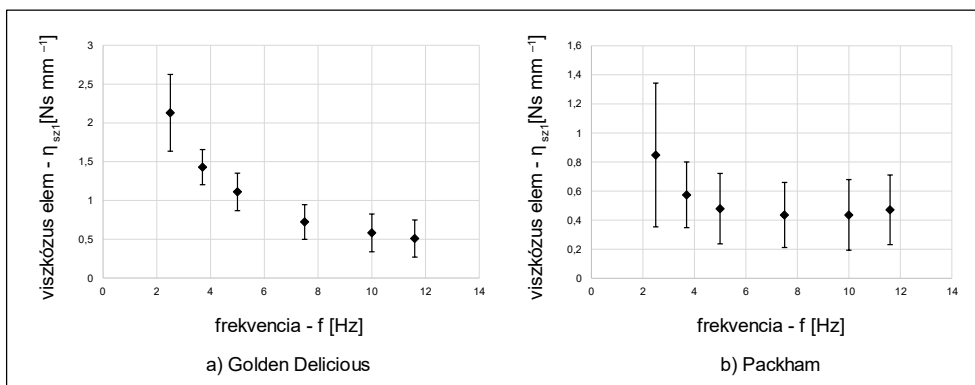 viszkózus elem - ηsz1[Ns mm⁻¹]
3
2,5
2
1,5
1
0,5
0
0 2 4 6 8 10 12 14
frekvencia - f [Hz]
a) Golden Delicious
viszkózus elem - ηsz1[Ns mm⁻¹]
1,6
1,4
1,2
1
0,8
0,6
0,4
0,2
0
0 2 4 6 8 10 12 14
frekvencia - f [Hz]
b) Packham